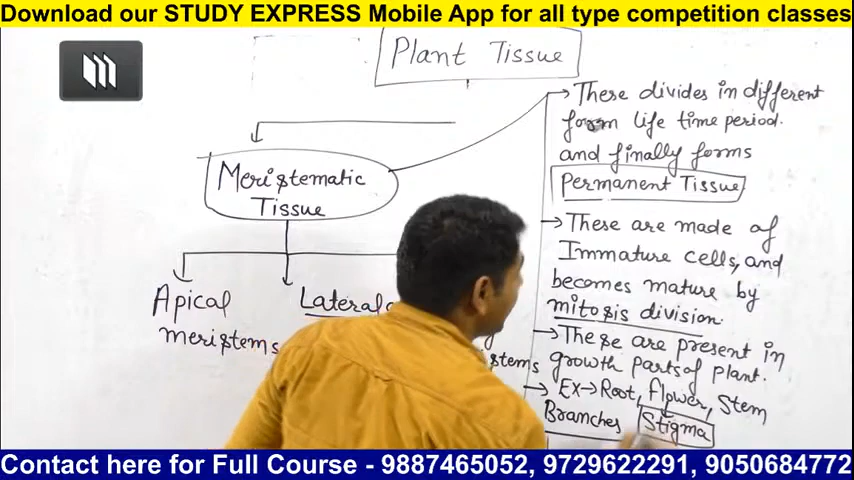 Download our STUDY EXPRESS Mobile App for all type competition classes
Plant Tissue
Meristematic
Tissue
Apical
meristems
Lateral
stems
These divides in different
form life time period.
and finally forms
Permanent Tissue
These are made of
Immature cells, and
becomes mature by
mitosis division.
These are present in
growth parts of plant.
Ex→ Root, flower, Stem
Branches Stigma
Contact here for Full Course - 9887465052, 9729622291, 9050684772